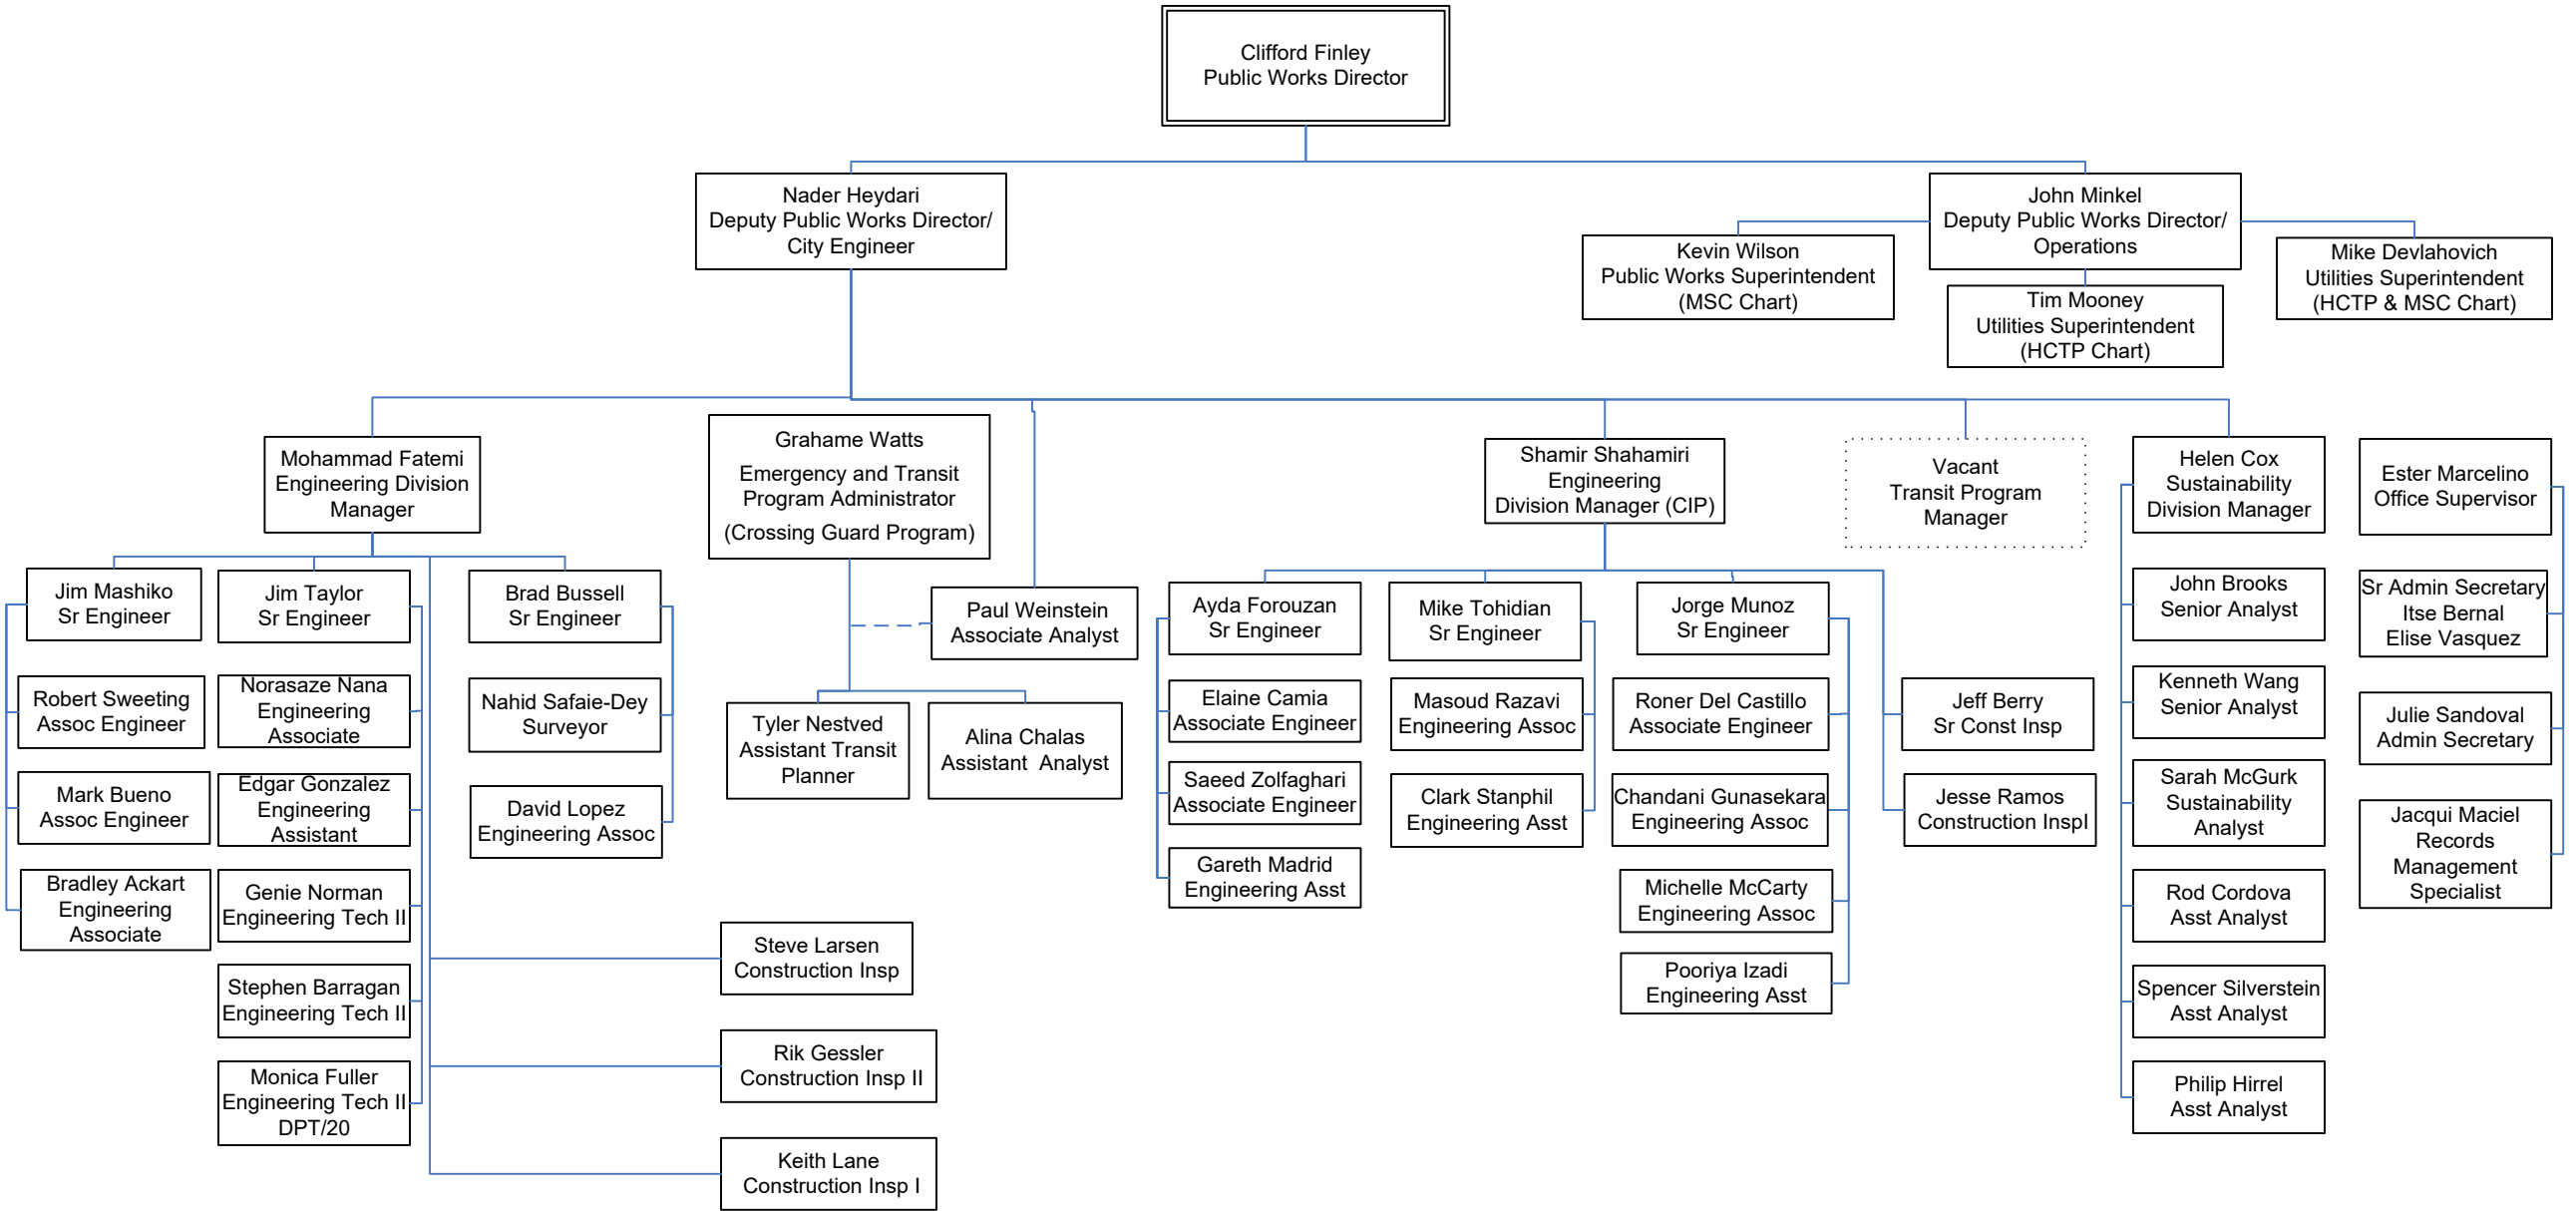 Clifford Finley
Public Works Director
Nader Heydari
Deputy Public Works Director/
City Engineer
John Minkel
Deputy Public Works Director/
Operations
Kevin Wilson
Public Works Superintendent
(MSC Chart)
Tim Mooney
Utilities Superintendent
(HCTP Chart)
Mike Devlahovich
Utilities Superintendent
(HCTP & MSC Chart)
Mohammad Fatemi
Engineering Division
Manager
Grahame Watts
Emergency and Transit
Program Administrator
(Crossing Guard Program)
Shamir Shahamiri
Engineering
Division Manager (CIP)
Vacant
Transit Program
Manager
Helen Cox
Sustainability
Division Manager
Ester Marcelino
Office Supervisor
Jim Mashiko
Sr Engineer
Robert Sweeting
Assoc Engineer
Mark Bueno
Assoc Engineer
Bradley Ackart
Engineering
Associate
Jim Taylor
Sr Engineer
Norasaze Nana
Engineering
Associate
Edgar Gonzalez
Engineering
Assistant
Genie Norman
Engineering Tech II
Stephen Barragan
Engineering Tech II
Monica Fuller
Engineering Tech II
DPT/20
Brad Bussell
Sr Engineer
Nahid Safaie-Dey
Surveyor
David Lopez
Engineering Assoc
Steve Larsen
Construction Insp
Rik Gessler
Construction Insp II
Keith Lane
Construction Insp I
Paul Weinstein
Associate Analyst
Tyler Nestved
Assistant Transit
Planner
Alina Chalas
Assistant Analyst
Ayda Forouzan
Sr Engineer
Elaine Camia
Associate Engineer
Saeed Zolfaghari
Associate Engineer
Gareth Madrid
Engineering Asst
Mike Tohidian
Sr Engineer
Masoud Razavi
Engineering Assoc
Clark Stanphil
Engineering Asst
Jorge Munoz
Sr Engineer
Roner Del Castillo
Associate Engineer
Chandani Gunasekara
Engineering Assoc
Michelle McCarty
Engineering Assoc
Pooriya Izadi
Engineering Asst
Jeff Berry
Sr Const Insp
Jesse Ramos
Construction InspI
John Brooks
Senior Analyst
Kenneth Wang
Senior Analyst
Sarah McGurk
Sustainability
Analyst
Rod Cordova
Asst Analyst
Spencer Silverstein
Asst Analyst
Philip Hirrel
Asst Analyst
Sr Admin Secretary
Itse Bernal
Elise Vasquez
Julie Sandoval
Admin Secretary
Jacqui Maciel
Records
Management
Specialist